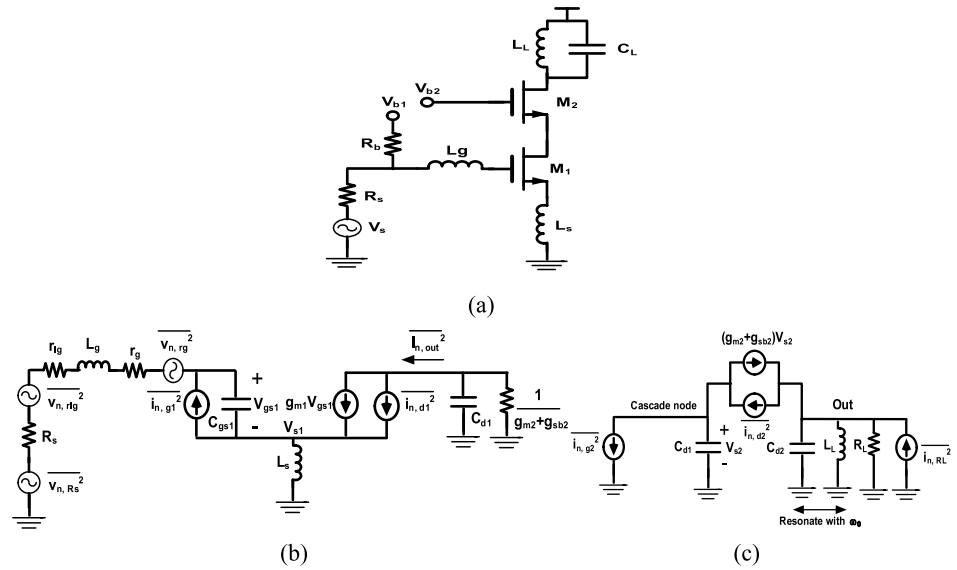 L_L
C_L
V_b2
M_2
V_b1
R_b
Lg
M_1
R_s
V_s
L_s
(a)
r_lg
L_g
r_g
v_n, rg^2
v_n, rlg^2
R_s
v_n, Rs^2
i_n, g1^2
C_gs1
+
V_gs1
-
V_s1
L_s
g_m1V_gs1
i_n, d1^2
I_n, out^2
C_d1
1
g_m2+g_sb2
(b)
(g_m2+g_sb2)V_s2
Cascade node
i_n, g2^2
C_d1
+
V_s2
-
i_n, d2^2
C_d2
Out
L_L
R_L
i_n, RL^2
Resonate with ω_0
(c)